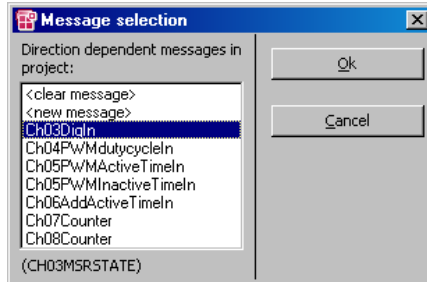 Message selection
Direction dependent messages in
project:
<clear message>
<new message>
Ch03DigIn
Ch04PWMdutycycleIn
Ch05PWMActiveTimeIn
Ch05PWMInactiveTimeIn
Ch06AddActiveTimeIn
Ch07Counter
Ch08Counter
(CH03MSRSTATE)
Ok
Cancel